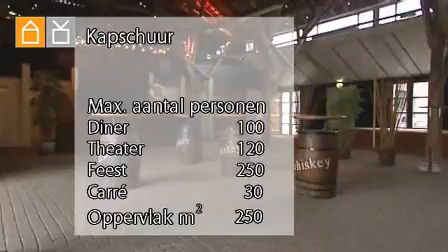 Kapschuur
Max. aantal personen
Diner 100
Theater 120
Feest 250
Carré 30
Oppervlak m² 250
whiskey